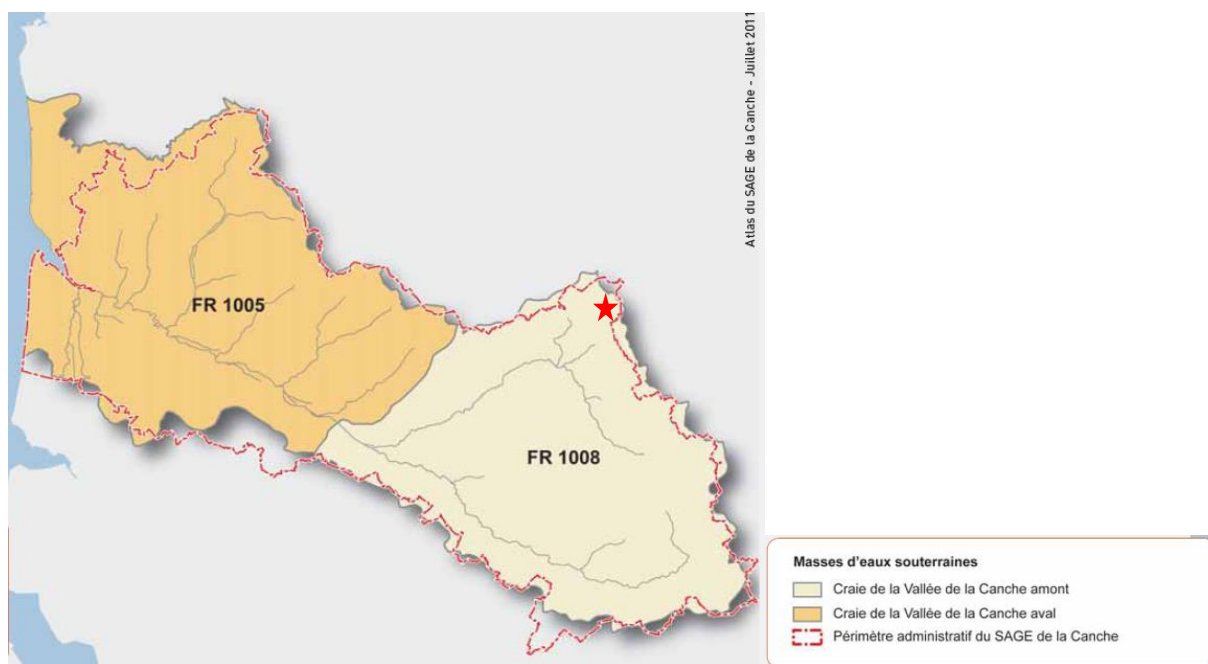 Atlas du SAGE de la Canche - Juillet 2011
FR 1005
FR 1008
Masses d'eaux souterraines
Craie de la Vallée de la Canche amont
Craie de la Vallée de la Canche aval
Périmètre administratif du SAGE de la Canche